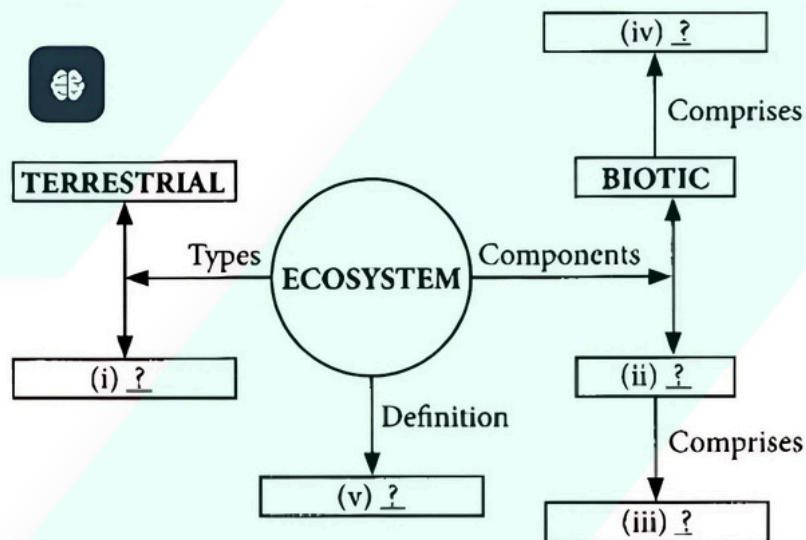 (iv) ?
Comprises
TERRESTRIAL
BIOTIC
Types
ECOSYSTEM
Components
(i) ?
(ii) ?
Definition
Comprises
(v) ?
(iii) ?